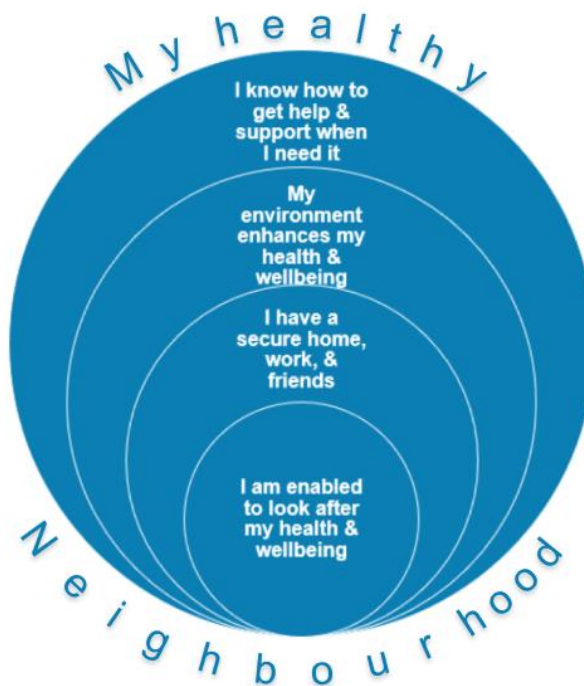 My healthy
I know how to
get help &
support when
I need it
My
environment
enhances my
health &
wellbeing
I have a
secure home,
work, &
friends
I am enabled
to look after
my health &
wellbeing
Neighbourhood